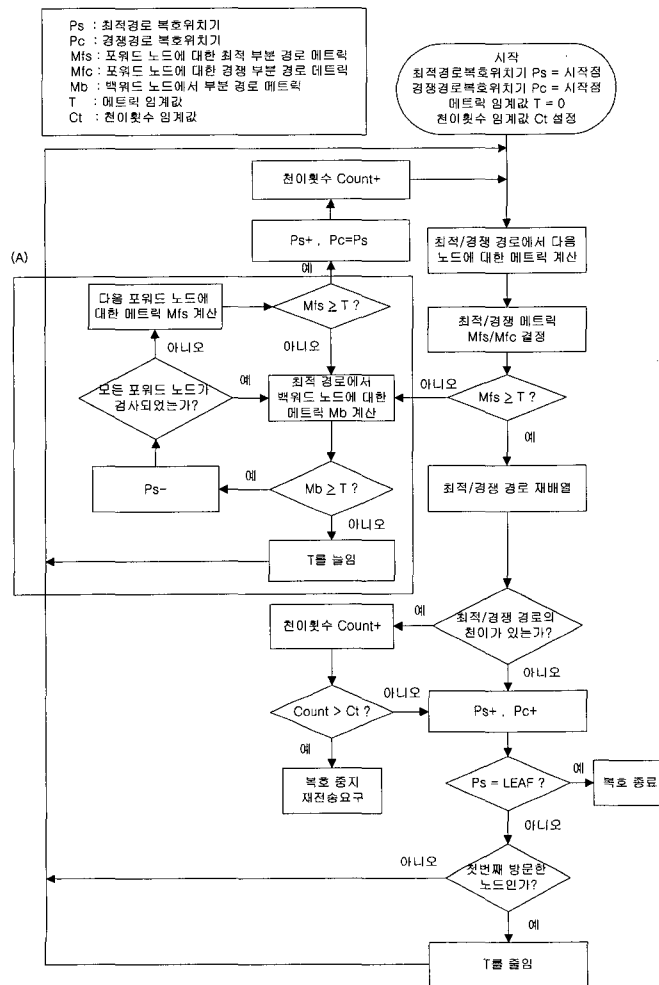 Ps : 최적경로 복호위치기
Pc : 경쟁경로 복호위치기
Mfs : 포워드 노드에 대한 최적 부분 경로 메트릭
Mfc : 포워드 노드에 대한 경쟁 부분 경로 메트릭
Mb : 백워드 노드에서 부분 경로 메트릭
T : 메트릭 임계값
Ct : 천이횟수 임계값
시작
최적경로복호위치기 Ps = 시작점
경쟁경로복호위치기 Pc = 시작점
메트릭 임계값 T = 0
천이횟수 임계값 Ct 설정
천이횟수 Count+
Ps+ , Pc=Ps
최적/경쟁 경로에서 다음
노드에 대한 메트릭 계산
(A)
예
다음 포워드 노드에
대한 메트릭 Mfs 계산
Mfs ≥ T ?
최적/경쟁 메트릭
Mfs/Mfc 결정
아니오
아니오
모든 포워드 노드가
검사되었는가?
예
최적 경로에서
백워드 노드에 대한
메트릭 Mb 계산
아니오
Mfs ≥ T ?
예
Ps-
예
Mb ≥ T ?
최적/경쟁 경로 재배열
아니오
T를 늘임
예
최적/경쟁 경로의
천이가 있는가?
천이횟수 Count+
아니오
Count > Ct ?
아니오
Ps+ , Pc+
예
복호 중지
재전송요구
Ps = LEAF ?
예
복호 종료
아니오
아니오
첫번째 방문한
노드인가?
예
T를 줄임